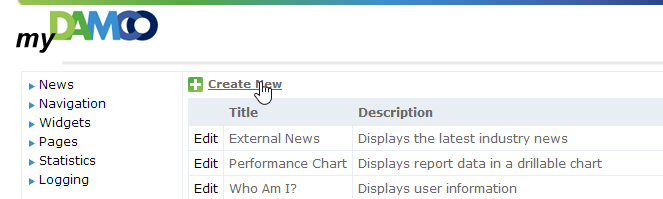 myDAMCO
News
Navigation
Widgets
Pages
Statistics
Logging
Create New
Title Description
Edit External News Displays the latest industry news
Edit Performance Chart Displays report data in a drillable chart
Edit Who Am I? Displays user information